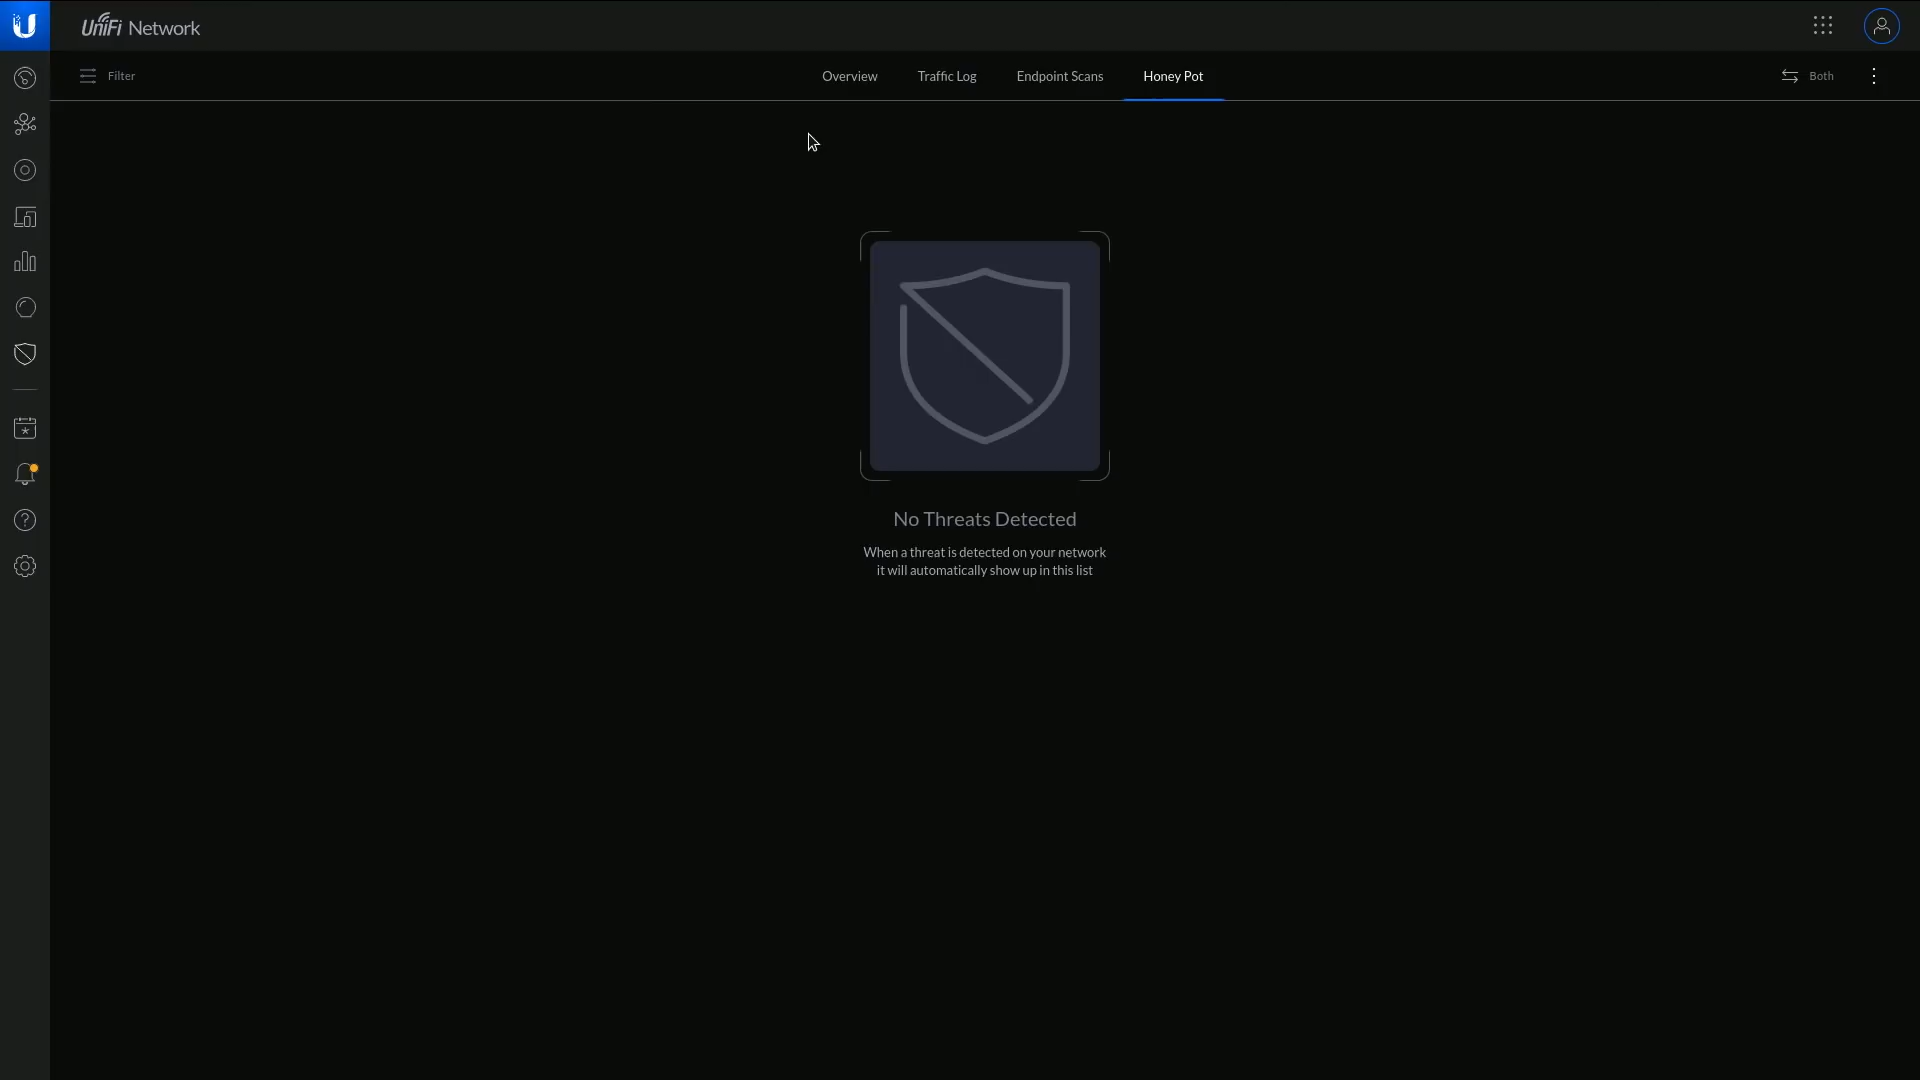 UniFi Network
Filter
Overview
Traffic Log
Endpoint Scans
Honey Pot
Both
No Threats Detected
When a threat is detected on your network
it will automatically show up in this list